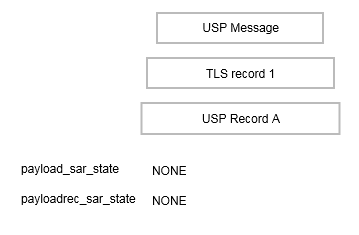 USP Message
TLS record 1
USP Record A
payload_sar_state NONE
payloadrec_sar_state NONE